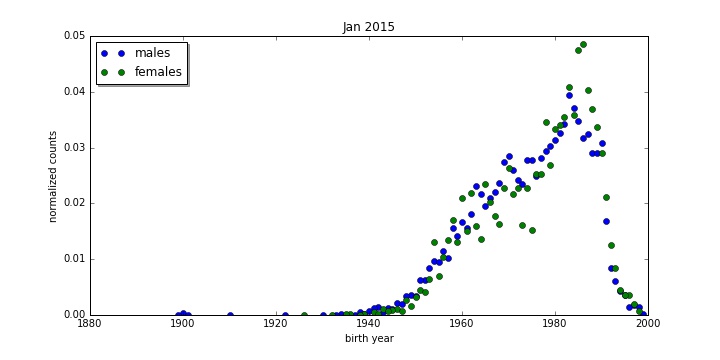 Jan 2015
0.05
males
females
0.04
0.03
normalized counts
0.02
0.01
0.00
1880 1900 1920 1940 1960 1980 2000
birth year